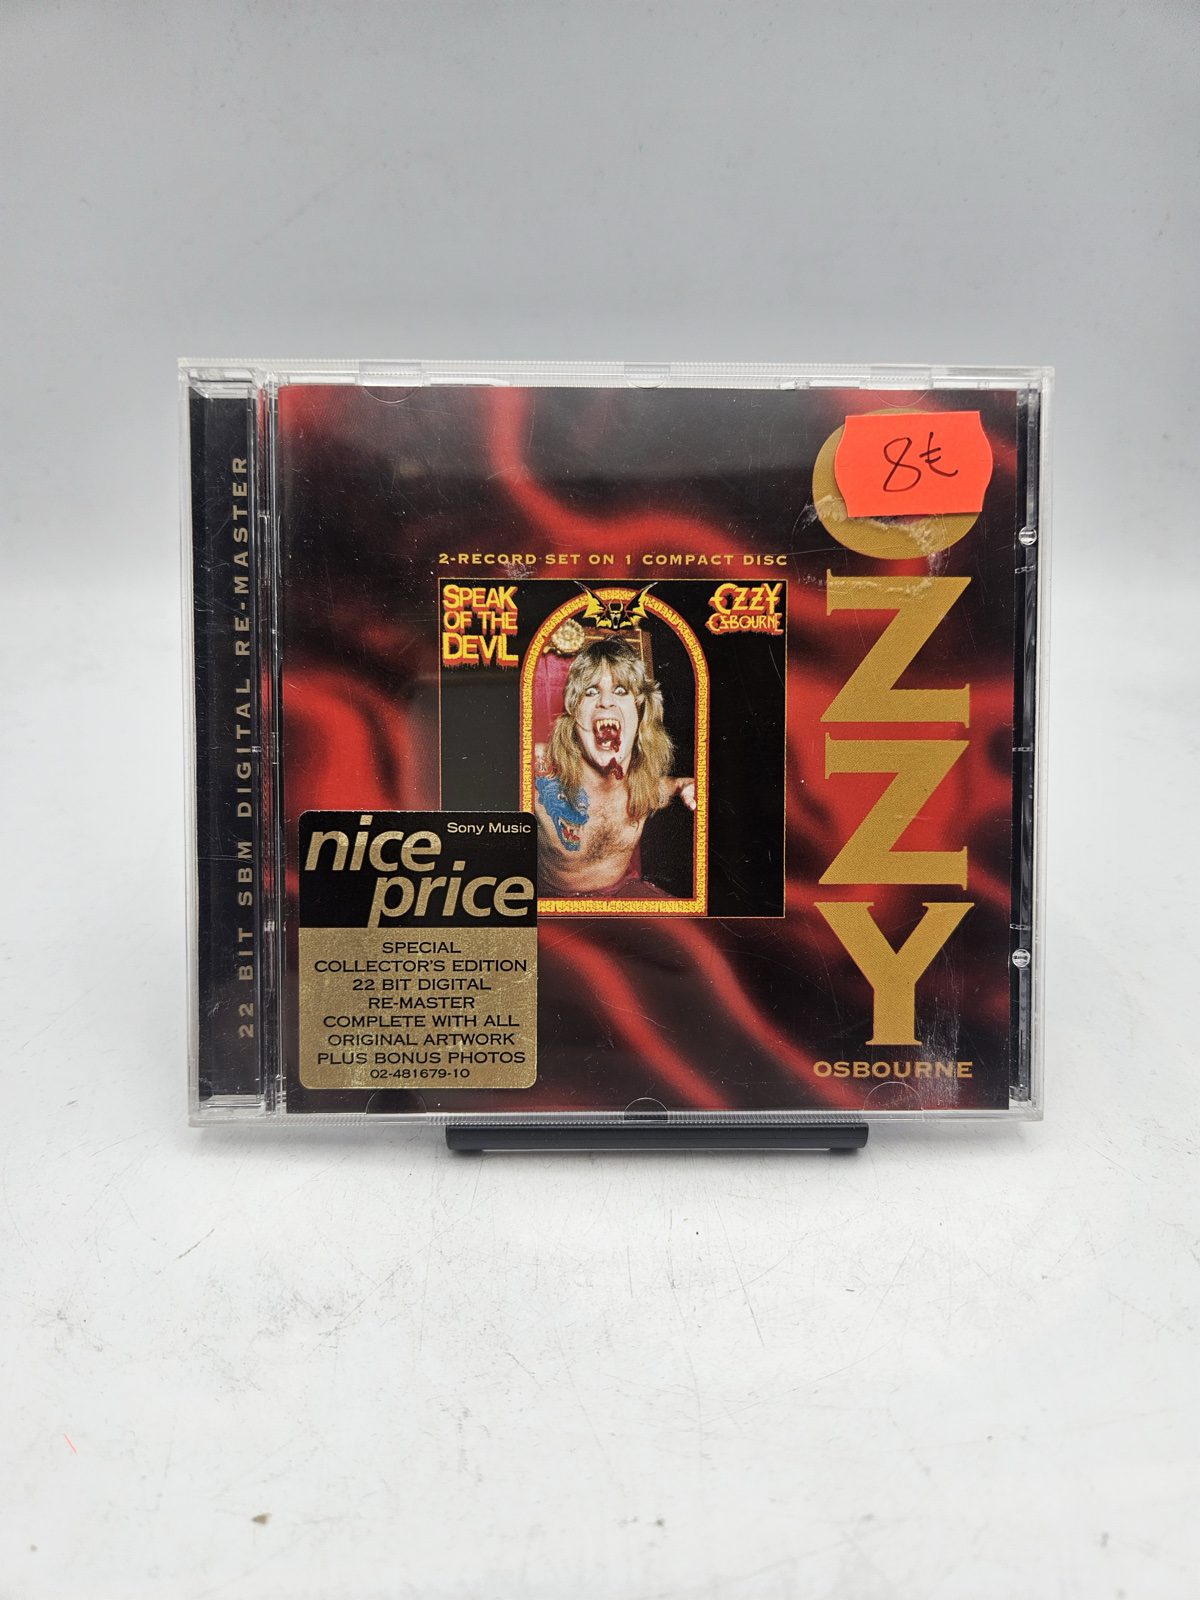 22 BIT SBM DIGITAL RE-MASTER
8€
2-RECORD SET ON 1 COMPACT DISC
SPEAK
OF THE
DEVIL
OZZY
OSBOURNE
OZZY
OSBOURNE
Sony Music
nice
price
SPECIAL
COLLECTOR'S EDITION
22 BIT DIGITAL
RE-MASTER
COMPLETE WITH ALL
ORIGINAL ARTWORK
PLUS BONUS PHOTOS
02-481679-10